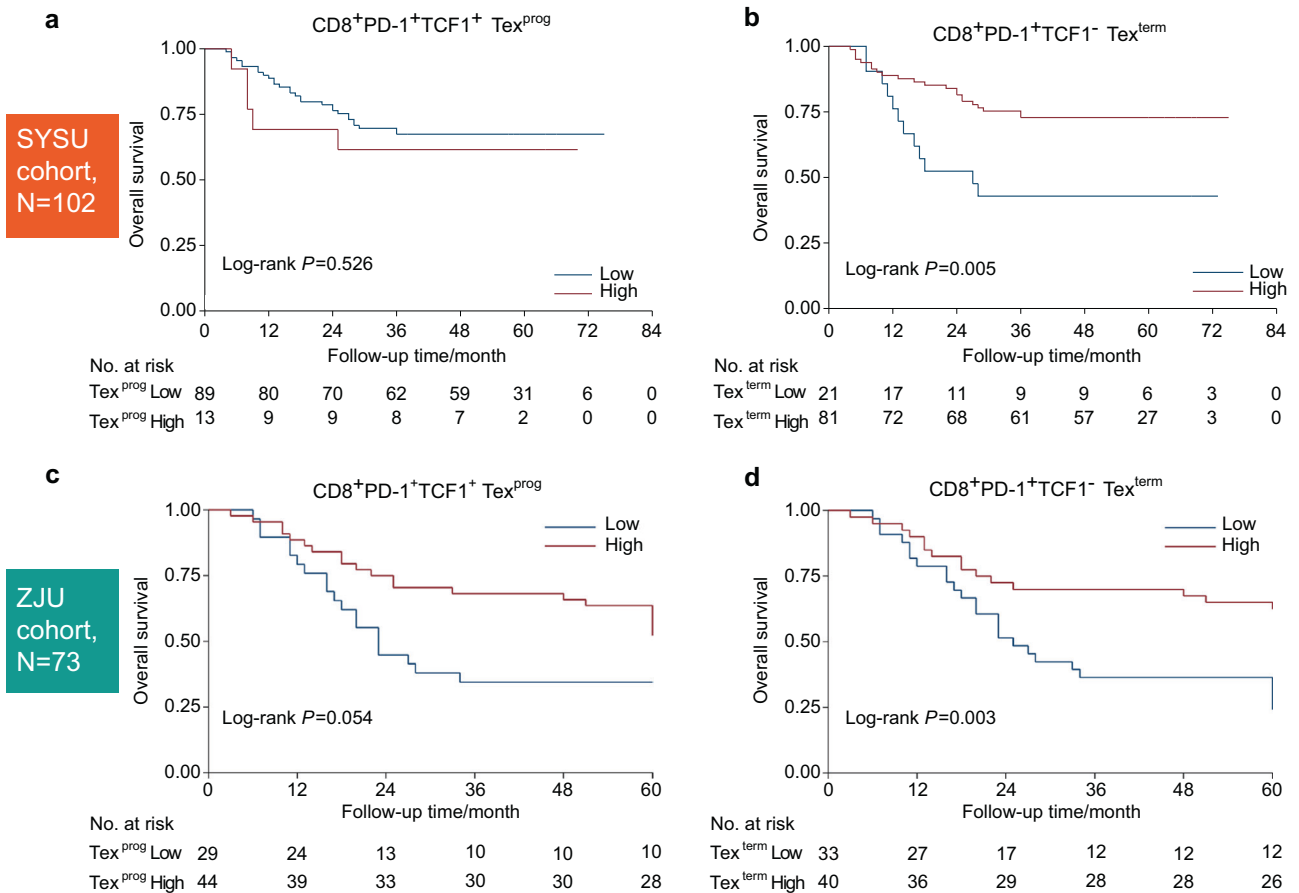 a
CD8+PD-1+TCF1+ Tex^prog
SYSU
cohort,
N=102
Overall survival
1.00
0.75
0.50
0.25
0.00
Log-rank P=0.526
Low
High
0 12 24 36 48 60 72 84
Follow-up time/month
No. at risk
Tex^prog Low 89 80 70 62 59 31 6 0
Tex^prog High 13 9 9 8 7 2 0 0
b
CD8+PD-1+TCF1- Tex^term
Overall survival
1.00
0.75
0.50
0.25
0.00
Log-rank P=0.005
Low
High
0 12 24 36 48 60 72 84
Follow-up time/month
No. at risk
Tex^term Low 21 17 11 9 9 6 3 0
Tex^term High 81 72 68 61 57 27 3 0
c
CD8+PD-1+TCF1+ Tex^prog
ZJU
cohort,
N=73
Overall survival
1.00
0.75
0.50
0.25
0.00
Low
High
Log-rank P=0.054
0 12 24 36 48 60
Follow-up time/month
No. at risk
Tex^prog Low 29 24 13 10 10 10
Tex^prog High 44 39 33 30 30 28
d
CD8+PD-1+TCF1- Tex^term
Overall survival
1.00
0.75
0.50
0.25
0.00
Low
High
Log-rank P=0.003
0 12 24 36 48 60
Follow-up time/month
No. at risk
Tex^term Low 33 27 17 12 12 12
Tex^term High 40 36 29 28 28 26